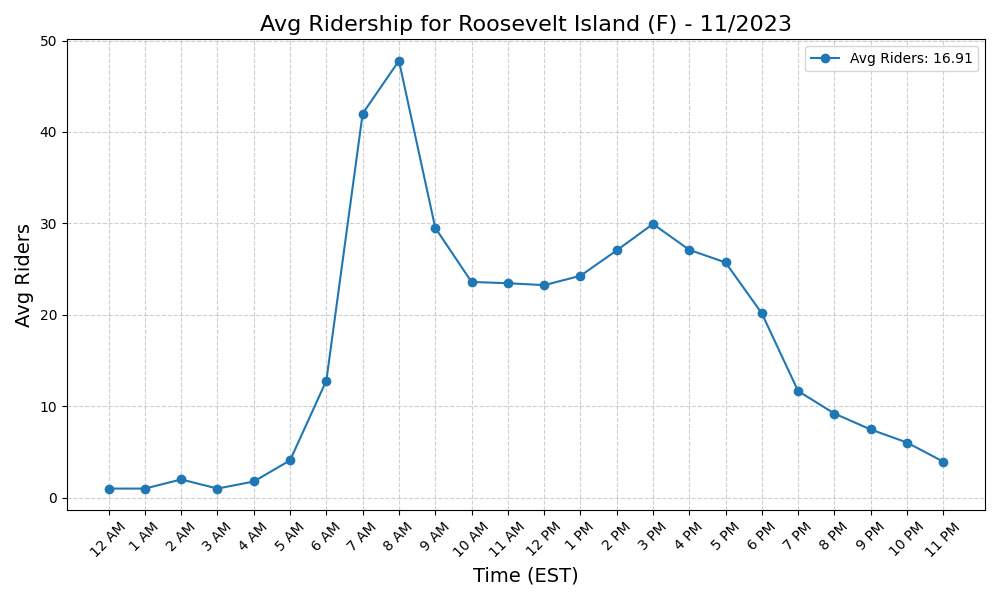 Avg Ridership for Roosevelt Island (F) - 11/2023
Avg Riders: 16.91
Avg Riders
50
40
30
20
10
0
12 AM
1 AM
2 AM
3 AM
4 AM
5 AM
6 AM
7 AM
8 AM
9 AM
10 AM
11 AM
12 PM
1 PM
2 PM
3 PM
4 PM
5 PM
6 PM
7 PM
8 PM
9 PM
10 PM
11 PM
Time (EST)